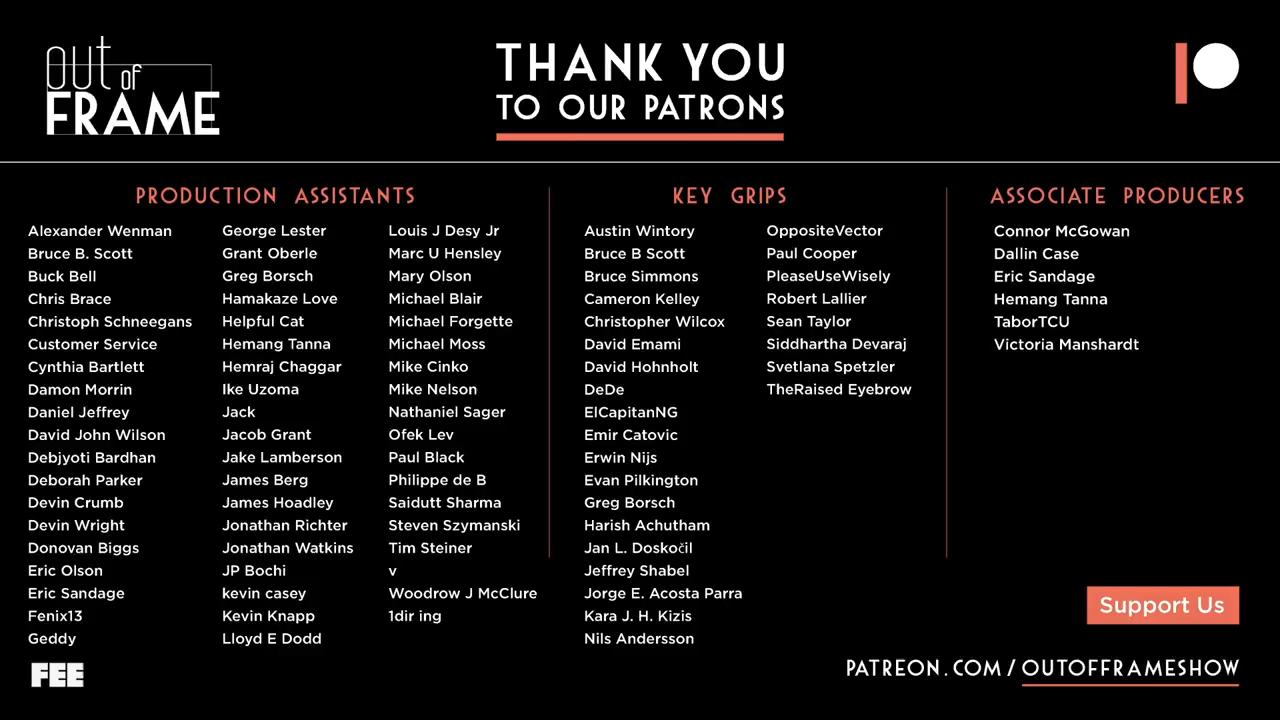 out of
FRAME
THANK YOU
TO OUR PATRONS
PRODUCTION ASSISTANTS
Alexander Wenman
Bruce B. Scott
Buck Bell
Chris Brace
Christoph Schneegans
Customer Service
Cynthia Bartlett
Damon Morrin
Daniel Jeffrey
David John Wilson
Debjyoti Bardhan
Deborah Parker
Devin Crumb
Devin Wright
Donovan Biggs
Eric Olson
Eric Sandage
Fenix13
Geddy
George Lester
Grant Oberle
Greg Borsch
Hamakaze Love
Helpful Cat
Hemang Tanna
Hemraj Chaggar
Ike Uzoma
Jack
Jacob Grant
Jake Lamberson
James Berg
James Hoadley
Jonathan Richter
Jonathan Watkins
JP Bochi
kevin casey
Kevin Knapp
Lloyd E Dodd
Louis J Desy Jr
Marc U Hensley
Mary Olson
Michael Blair
Michael Forgette
Michael Moss
Mike Cinko
Mike Nelson
Nathaniel Sager
Ofek Lev
Paul Black
Philippe de B
Saidutt Sharma
Steven Szymanski
Tim Steiner
v
Woodrow J McClure
1dir ing
KEY GRIPS
Austin Wintory
Bruce B Scott
Bruce Simmons
Cameron Kelley
Christopher Wilcox
David Emami
David Hohnholt
DeDe
ElCapitanNG
Emir Catovic
Erwin Nijs
Evan Pilkington
Greg Borsch
Harish Achutham
Jan L. Doskočil
Jeffrey Shabel
Jorge E. Acosta Parra
Kara J. H. Kizis
Nils Andersson
OppositeVector
Paul Cooper
PleaseUseWisely
Robert Lallier
Sean Taylor
Siddhartha Devaraj
Svetlana Spetzler
TheRaised Eyebrow
ASSOCIATE PRODUCERS
Connor McGowan
Dallin Case
Eric Sandage
Hemang Tanna
TaborTCU
Victoria Manshardt
Support Us
FEE
PATREON.COM/OUTOFFRAMESHOW